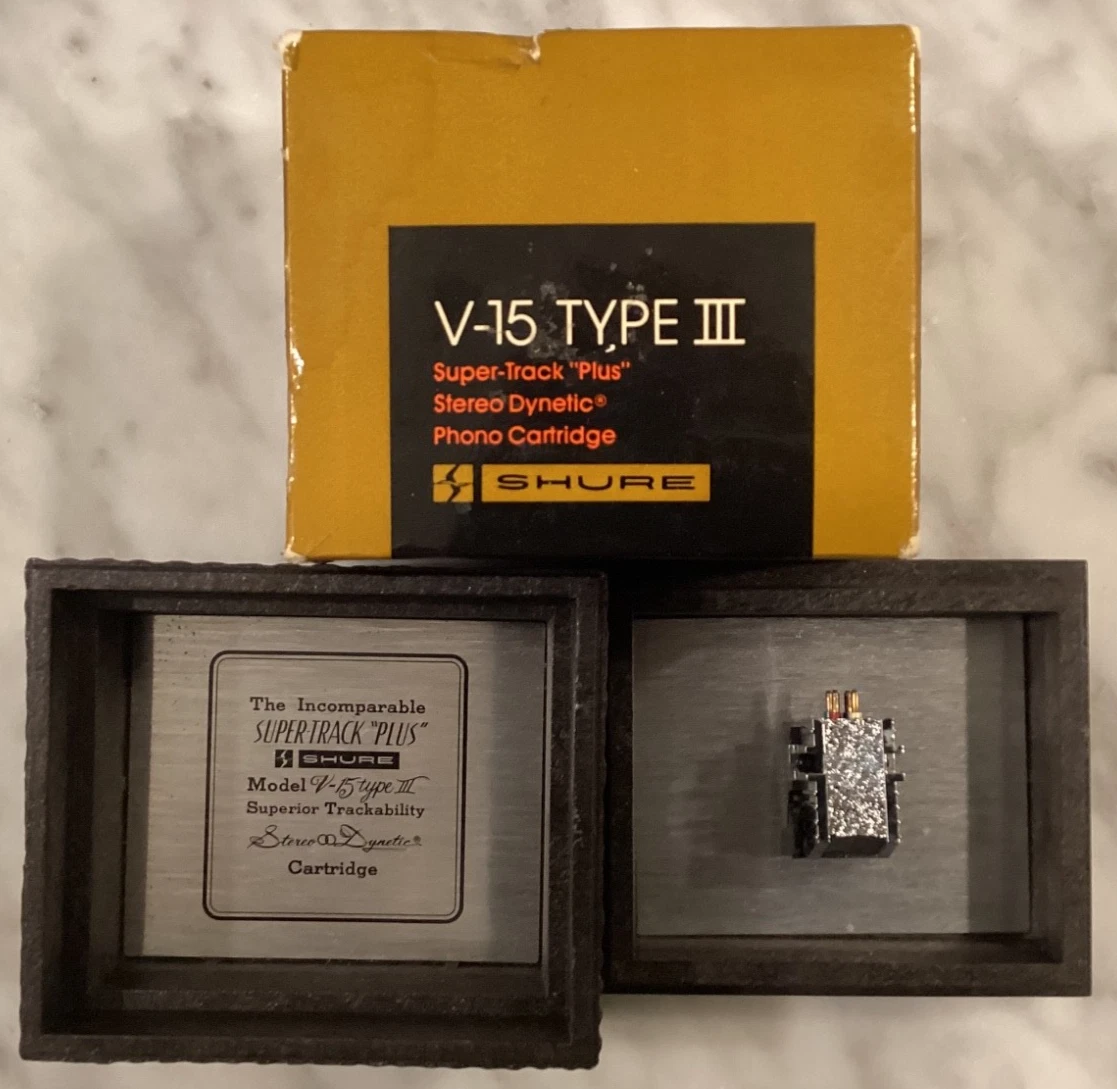 V-15 TYPE III
Super-Track "Plus"
Stereo Dynetic®
Phono Cartridge
SHURE
The Incomparable
SUPER-TRACK "PLUS"
SHURE
Model V-15 type III
Superior Trackability
Stereo Dynetic®
Cartridge